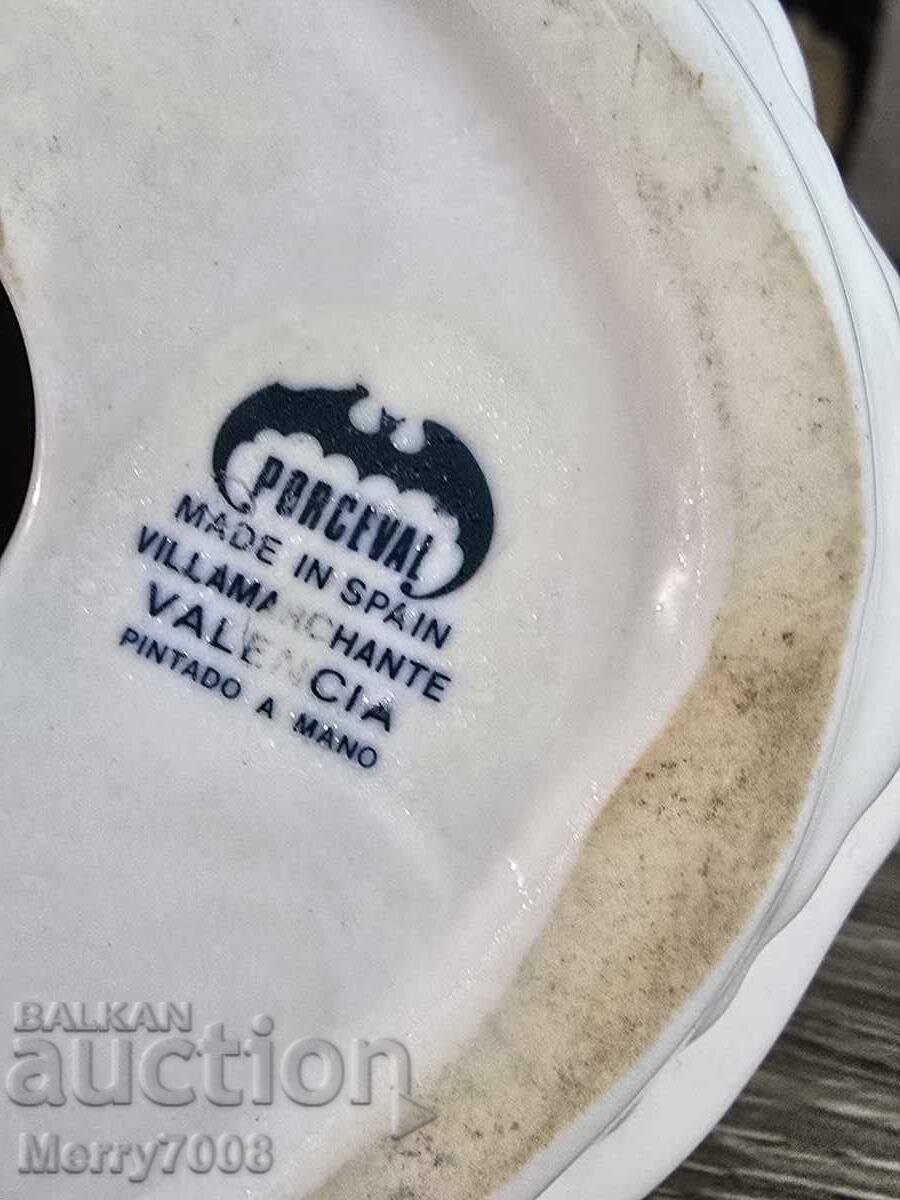 PORCEVAL
MADE IN SPAIN
VILLAMARCHANTE
VALENCIA
PINTADO A MANO
BALKAN
auction
Merry7008